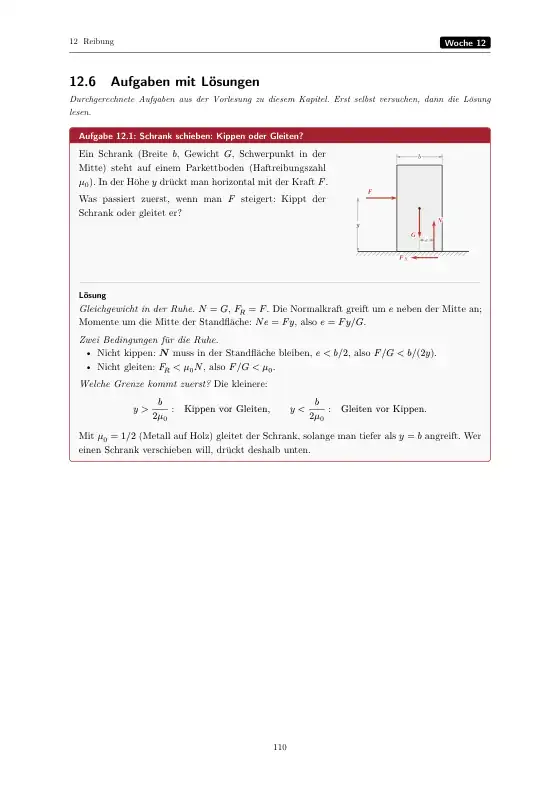 12 Reibung
Woche 12
12.6 Aufgaben mit Lösungen
Durchgerechnete Aufgaben aus der Vorlesung zu diesem Kapitel. Erst selbst versuchen, dann die Lösung
lesen.
Aufgabe 12.1: Schrank schieben: Kippen oder Gleiten?
Ein Schrank (Breite b, Gewicht G, Schwerpunkt in der
Mitte) steht auf einem Parkettboden (Haftreibungszahl
μ₀). In der Höhe y drückt man horizontal mit der Kraft F.
Was passiert zuerst, wenn man F steigert: Kippt der
Schrank oder gleitet er?
b
F
y
G
N
e
F_R
Lösung
Gleichgewicht in der Ruhe. N = G, F_R = F. Die Normalkraft greift um e neben der Mitte an;
Momente um die Mitte der Standfläche: Ne = Fy, also e = Fy/G.
Zwei Bedingungen für die Ruhe.
• Nicht kippen: N muss in der Standfläche bleiben, e < b/2, also F/G < b/(2y).
• Nicht gleiten: F_R < μ₀N, also F/G < μ₀.
Welche Grenze kommt zuerst? Die kleinere:
y > b/(2μ₀) : Kippen vor Gleiten, y < b/(2μ₀) : Gleiten vor Kippen.
Mit μ₀ = 1/2 (Metall auf Holz) gleitet der Schrank, solange man tiefer als y = b angreift. Wer
einen Schrank verschieben will, drückt deshalb unten.
110